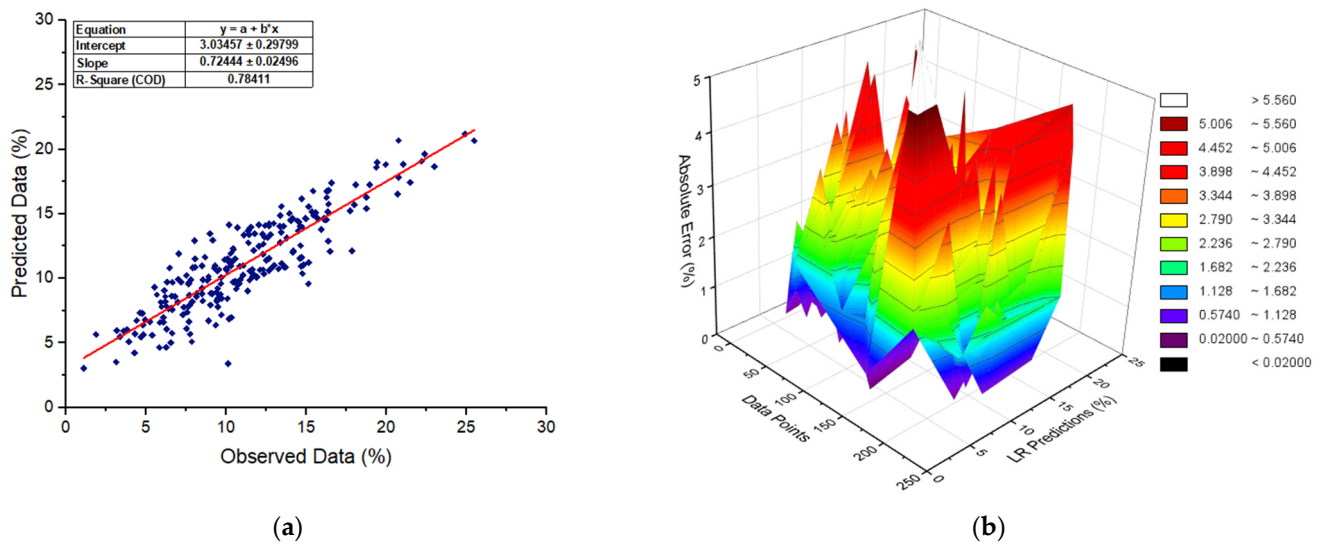 30
25
20
15
10
5
0
Predicted Data (%)
Equation y = a + b*x
Intercept 3.03457 ± 0.29799
Slope 0.72444 ± 0.02496
R-Square (COD) 0.78411
0 5 10 15 20 25 30
Observed Data (%)
(a)
5
4
3
2
1
0
Absolute Error (%)
0
50
100
150
200
250
Data Points
0
5
10
15
20
25
LR Predictions (%)
> 5.560
5.006 ~ 5.560
4.452 ~ 5.006
3.898 ~ 4.452
3.344 ~ 3.898
2.790 ~ 3.344
2.236 ~ 2.790
1.682 ~ 2.236
1.128 ~ 1.682
0.5740 ~ 1.128
0.02000 ~ 0.5740
< 0.02000
(b)